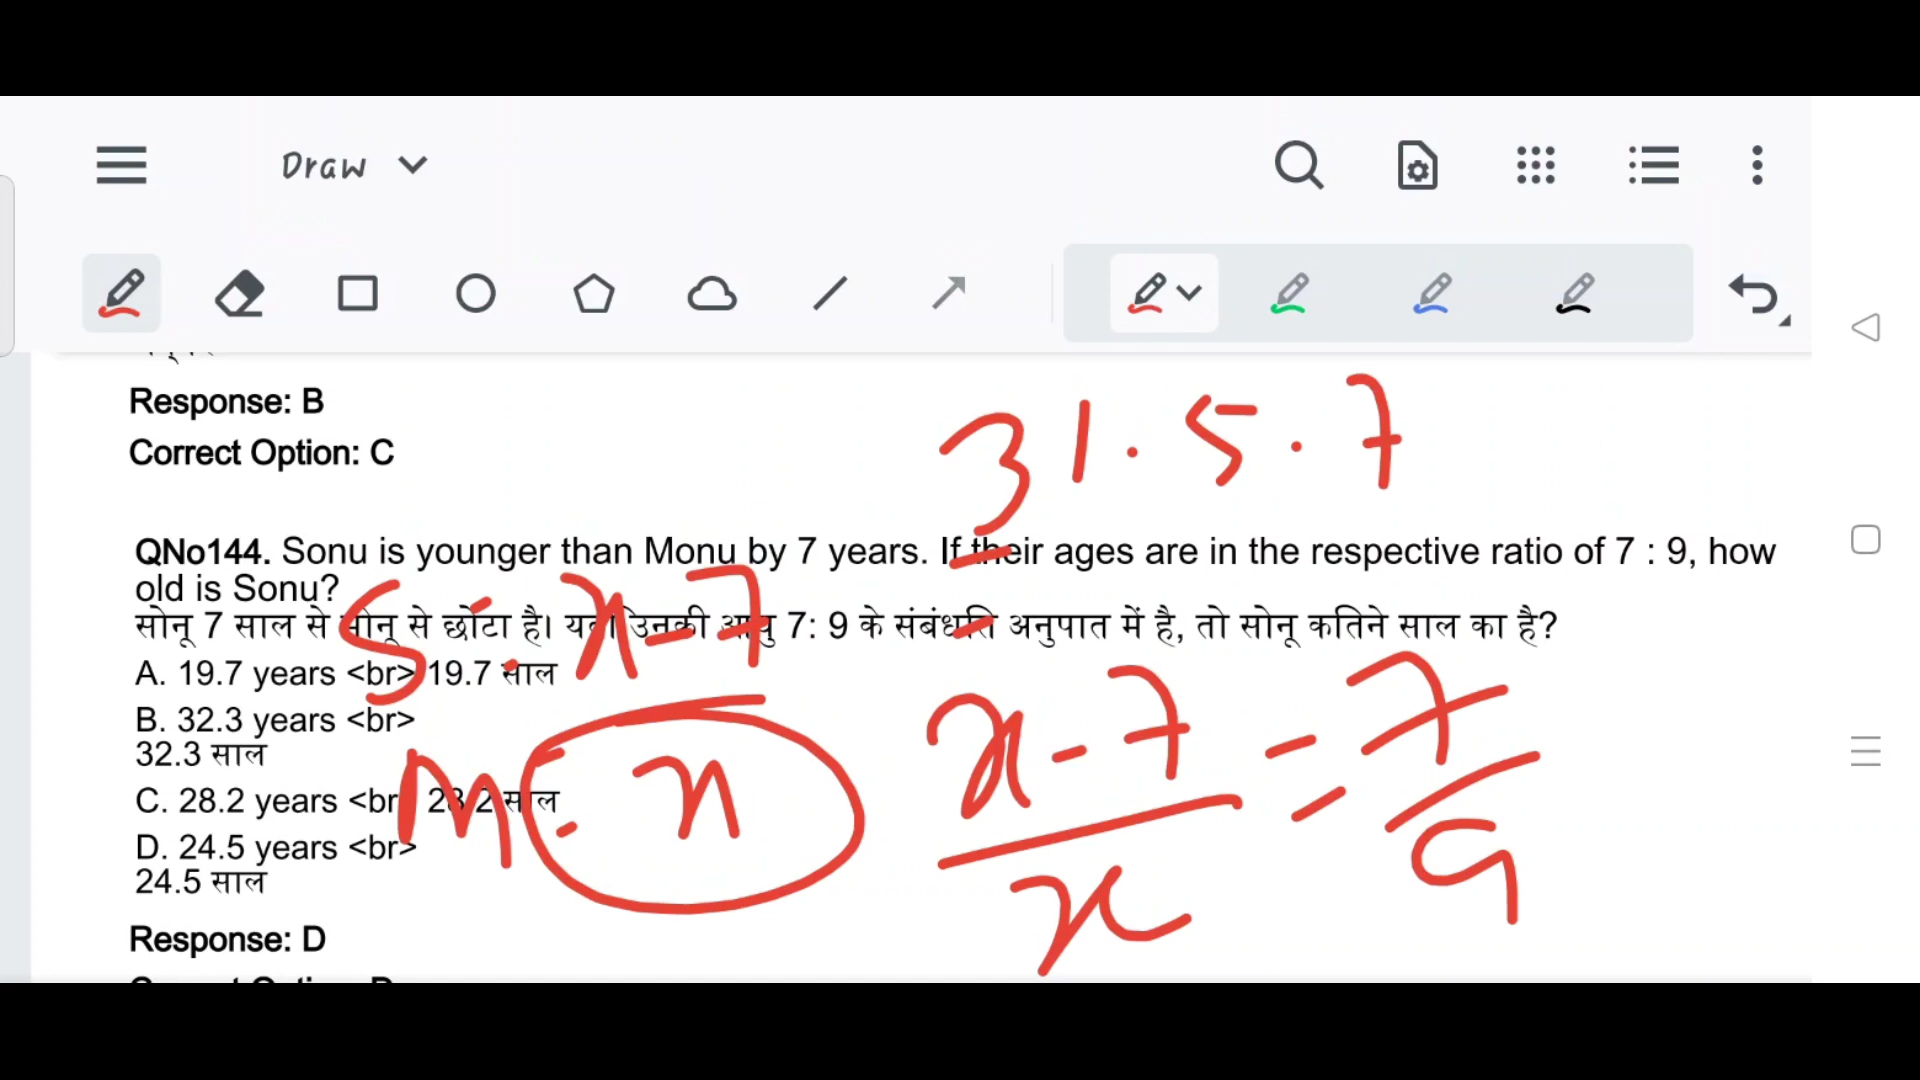 Draw
Response: B
Correct Option: C
31.5.7
QNo144. Sonu is younger than Monu by 7 years. If their ages are in the respective ratio of 7 : 9, how
old is Sonu?
सोनू 7 साल से मोनू से छोटा है। यदि उनकी आयु 7: 9 के संबंधति अनुपात में है, तो सोनू कतिने साल का है?
S: x-7
A. 19.7 years <br> 19.7 साल
B. 32.3 years <br>
32.3 साल
M: x
x-7 = 7
x 9
C. 28.2 years <br> 28.2 साल
D. 24.5 years <br>
24.5 साल
Response: D